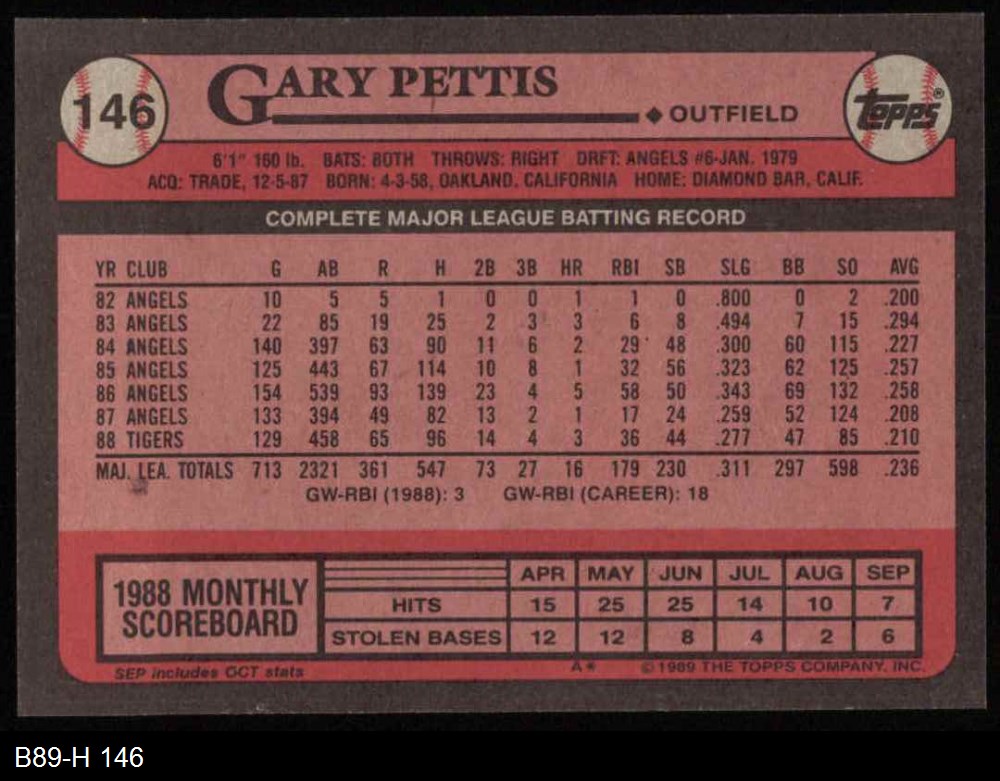 146
GARY PETTIS
◆ OUTFIELD
topps®
6'1" 160 lb. BATS: BOTH THROWS: RIGHT DRFT: ANGELS #6-JAN. 1979
ACQ: TRADE, 12-5-87 BORN: 4-3-58, OAKLAND, CALIFORNIA HOME: DIAMOND BAR, CALIF.
COMPLETE MAJOR LEAGUE BATTING RECORD
YR CLUB G AB R H 2B 3B HR RBI SB SLG BB SO AVG
82 ANGELS 10 5 5 1 0 0 1 1 0 .800 0 2 .200
83 ANGELS 22 85 19 25 2 3 3 6 8 .494 7 15 .294
84 ANGELS 140 397 63 90 11 6 2 29 48 .300 60 115 .227
85 ANGELS 125 443 67 114 10 8 1 32 56 .323 62 125 .257
86 ANGELS 154 539 93 139 23 4 5 58 50 .343 69 132 .258
87 ANGELS 133 394 49 82 13 2 1 17 24 .259 52 124 .208
88 TIGERS 129 458 65 96 14 4 3 36 44 .277 47 85 .210
MAJ. LEA. TOTALS 713 2321 361 547 73 27 16 179 230 .311 297 598 .236
GW-RBI (1988): 3 GW-RBI (CAREER): 18
1988 MONTHLY
SCOREBOARD
APR MAY JUN JUL AUG SEP
HITS 15 25 25 14 10 7
STOLEN BASES 12 12 8 4 2 6
SEP includes OCT stats
A* © 1989 THE TOPPS COMPANY, INC.
B89-H 146